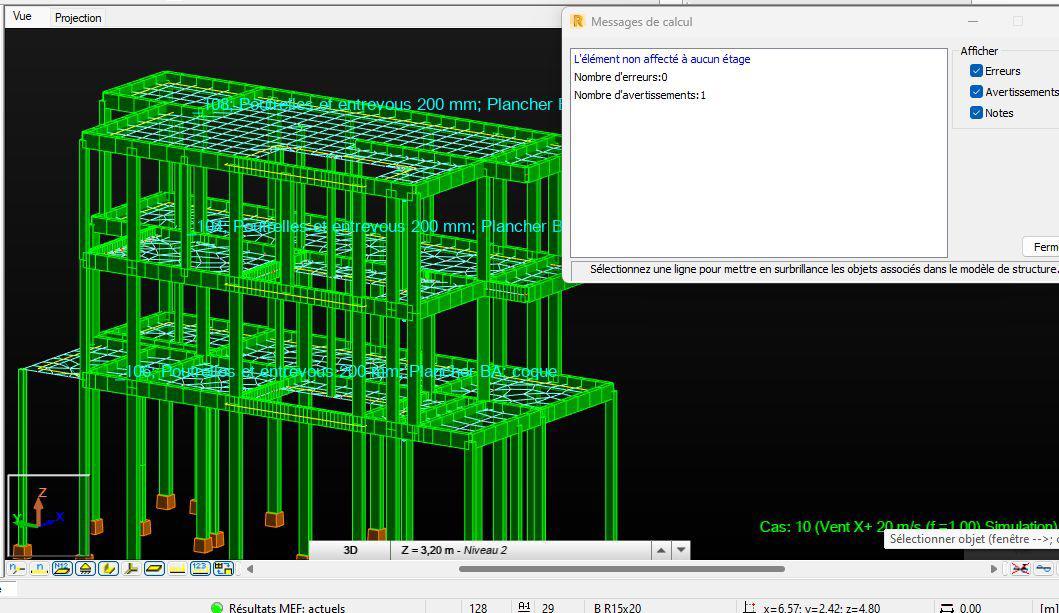 Vue
Projection
Messages de calcul
L'élément non affecté à aucun étage
Nombre d'erreurs:0
Nombre d'avertissements:1
Afficher
Erreurs
Avertissements
Notes
Ferm
Sélectionnez une ligne pour mettre en surbrillance les objets associés dans le modèle de structure.
108; Poutrelles et entrevous 200 mm; Plancher B
104; Poutrelles et entrevous 200 mm; Plancher B
106; Poutrelles et entrevous 200 mm; Plancher BA; coque
Z
Y
X
Cas: 10 (Vent X+ 20 m/s (f =1.00) Simulation)
Sélectionner objet (fenêtre -->;
3D
Z = 3,20 m - Niveau 2
Résultats MEF: actuels
128
29
B R15x20
x=6.57; y=2.42; z=4.80
0.00
[m]